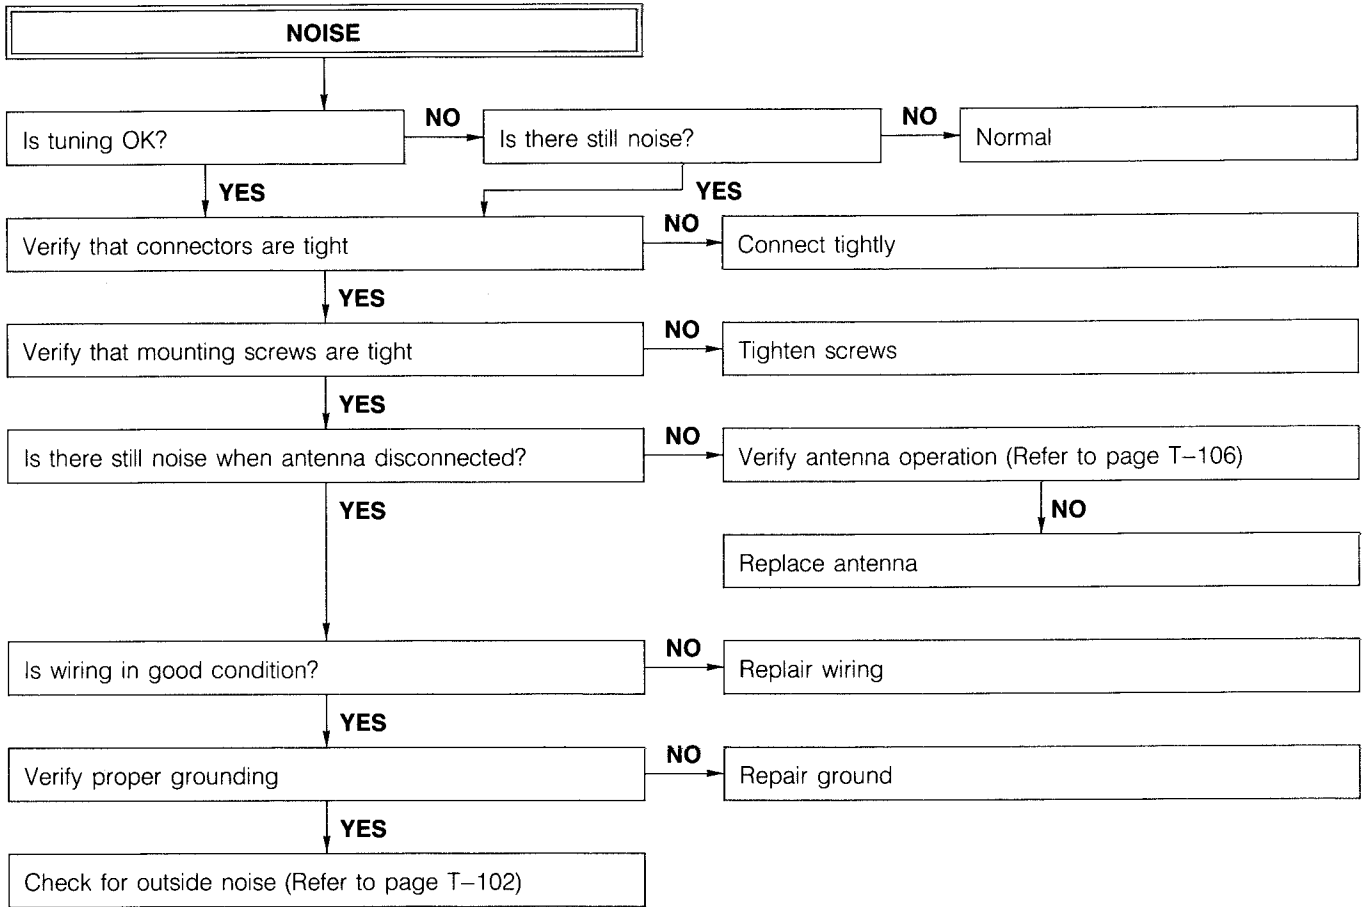 NOISE
Is tuning OK?
NO
Is there still noise?
NO
Normal
YES
YES
Verify that connectors are tight
NO
Connect tightly
YES
Verify that mounting screws are tight
NO
Tighten screws
YES
Is there still noise when antenna disconnected?
NO
Verify antenna operation (Refer to page T–106)
YES
NO
Replace antenna
Is wiring in good condition?
NO
Replair wiring
YES
Verify proper grounding
NO
Repair ground
YES
Check for outside noise (Refer to page T–102)